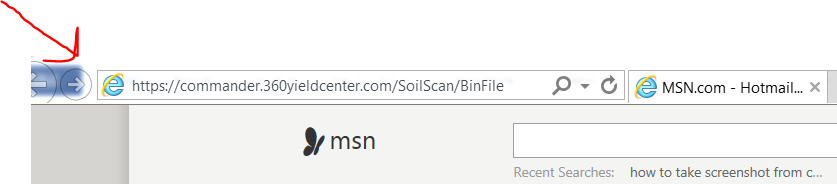 https://commander.360yieldcenter.com/SoilScan/BinFile
MSN.com - Hotmail...
msn
Recent Searches: how to take screenshot from c...